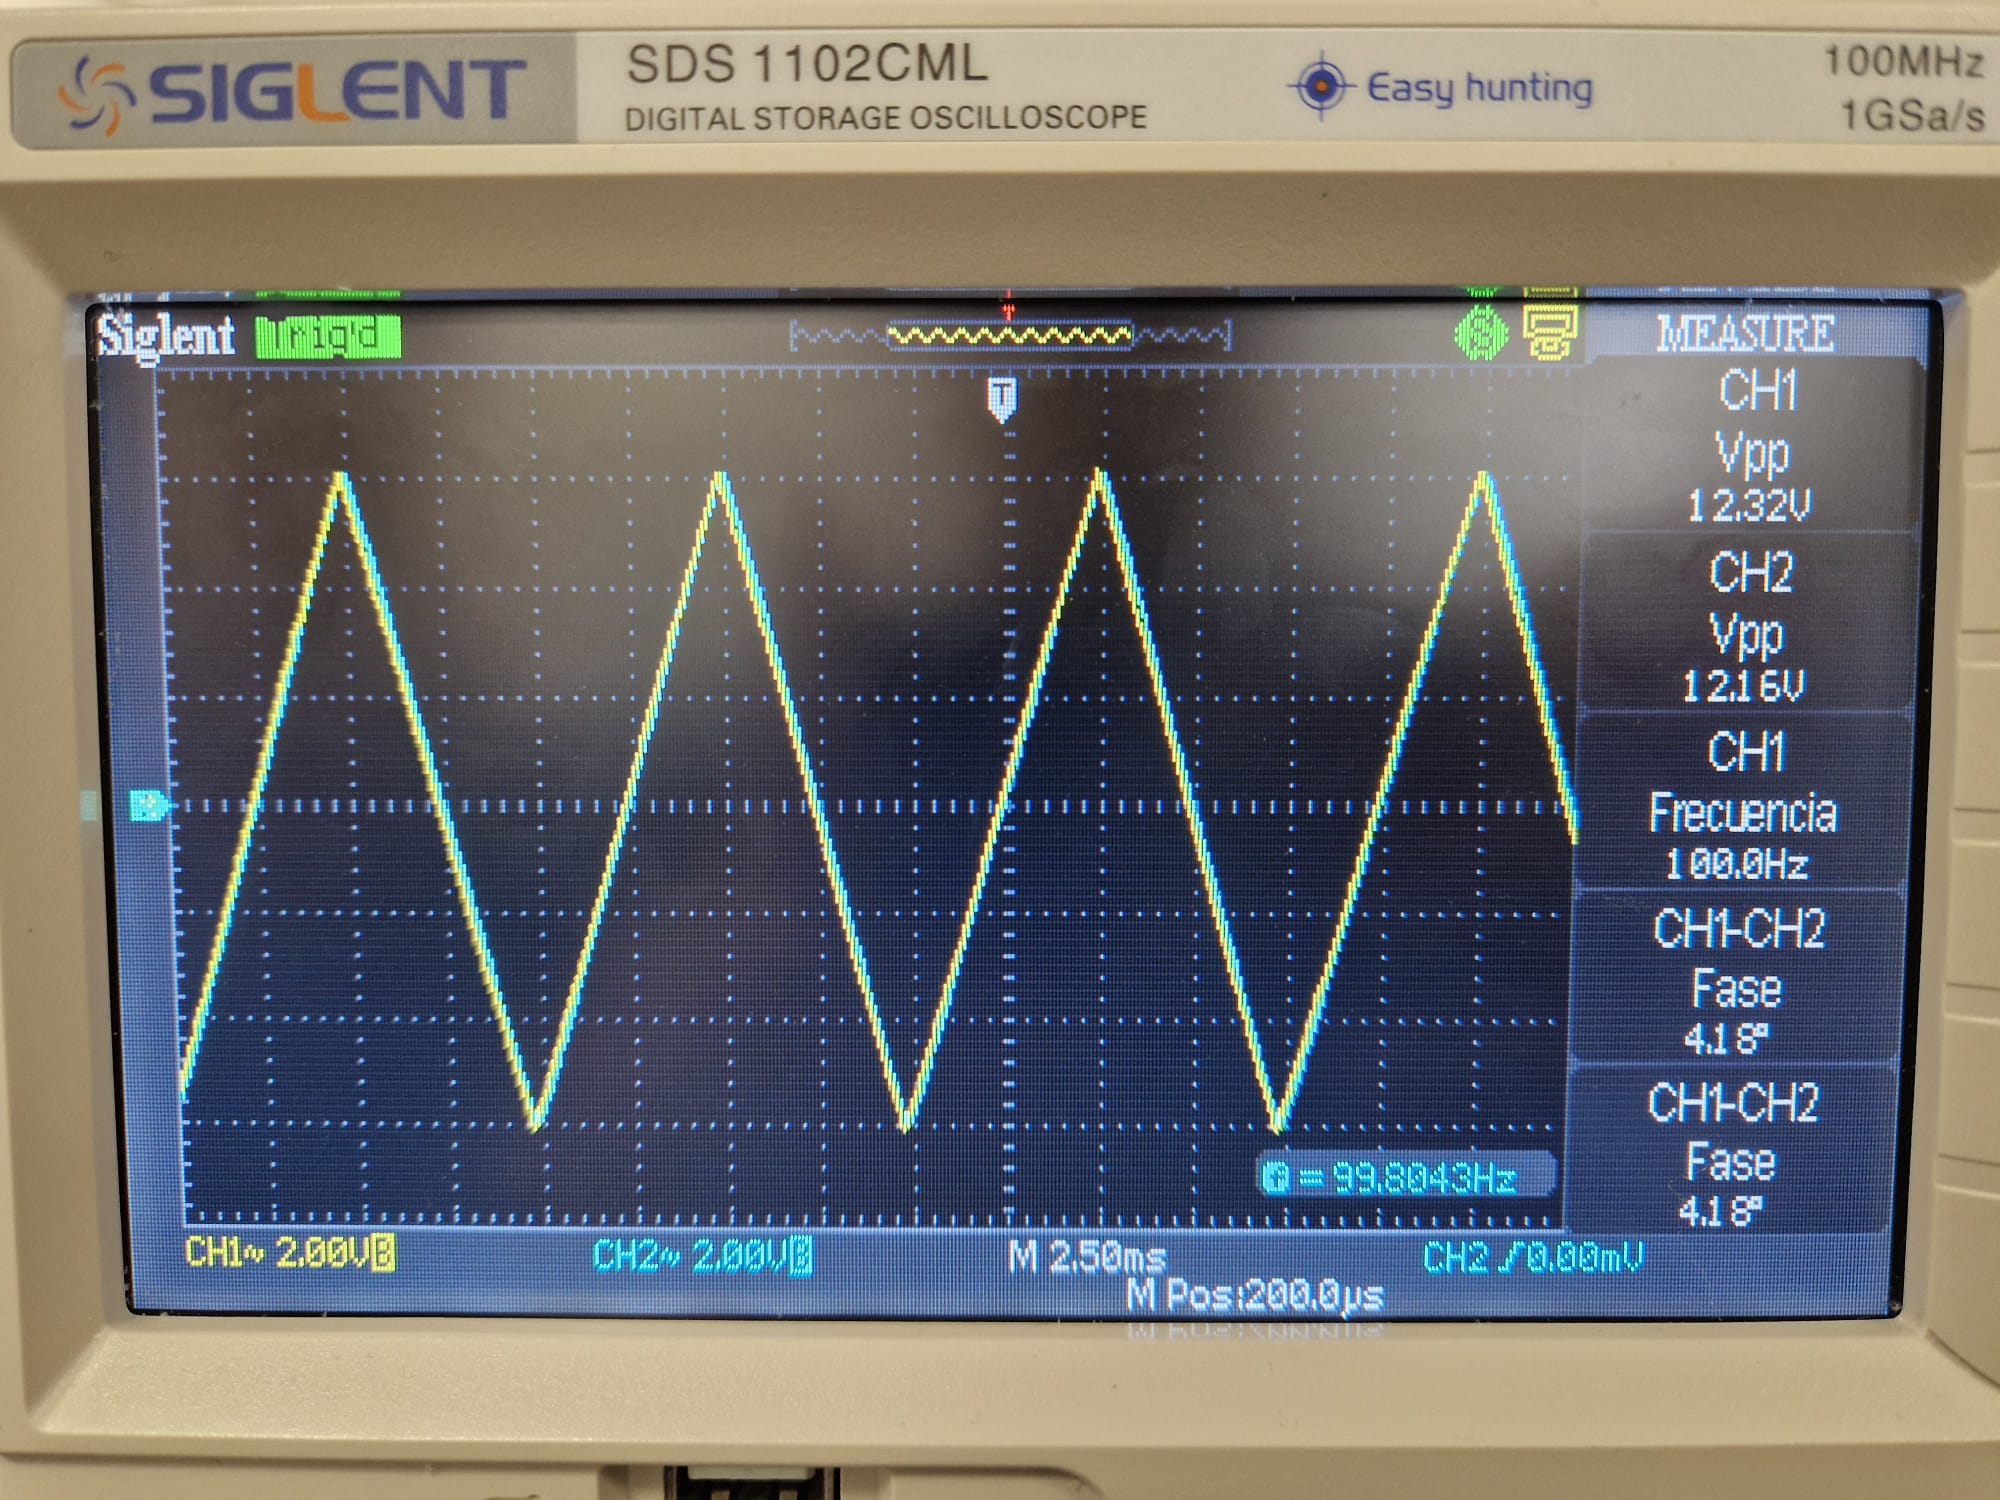 SIGLENT
SDS 1102CML
DIGITAL STORAGE OSCILLOSCOPE
Easy hunting
100MHz
1GSa/s
Siglent
Trig'd
T
MEASURE
CH1
Vpp
12.32V
CH2
Vpp
12.16V
CH1
Frecuencia
100.0Hz
CH1-CH2
Fase
4.18°
CH1-CH2
Fase
4.18°
f = 99.8043Hz
CH1~ 2.00VB
CH2~ 2.00VB
M 2.50ms
CH2 /0.00mV
M Pos:200.0µs